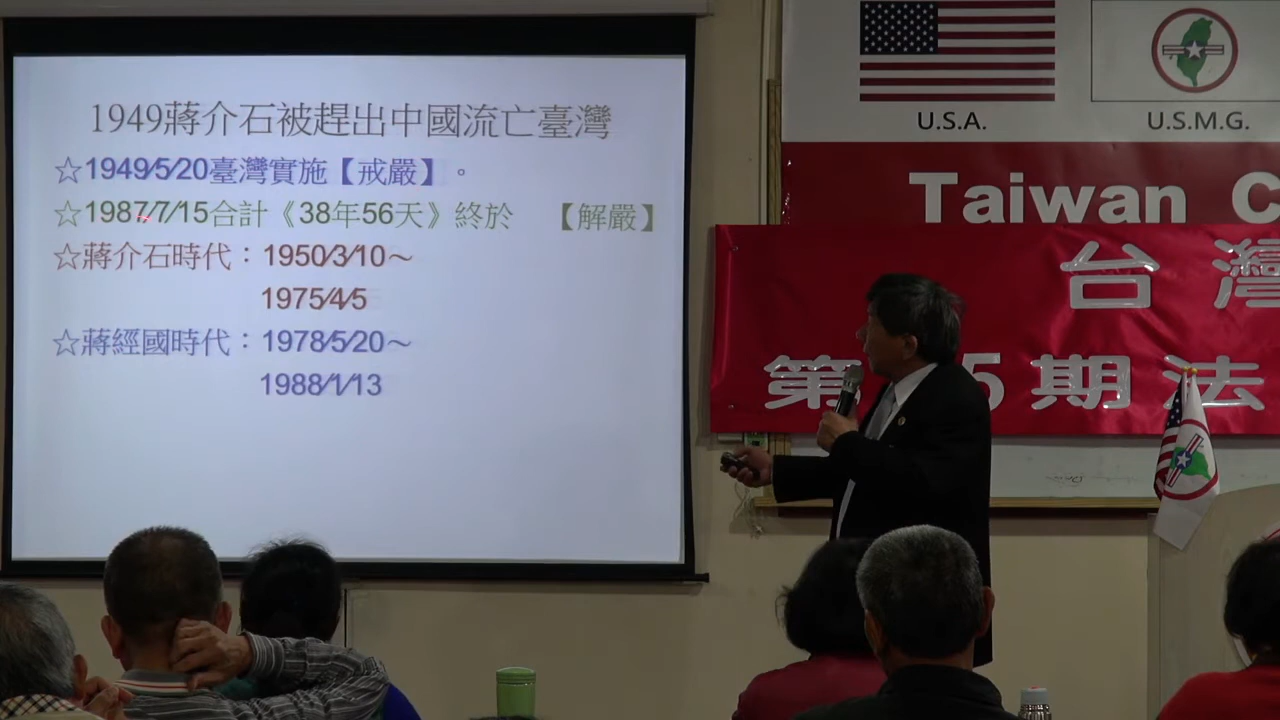 1949蔣介石被趕出中國流亡臺灣
☆1949/5/20臺灣實施【戒嚴】。
☆1987/7/15合計《38年56天》終於 【解嚴】
☆蔣介石時代：1950/3/10～
1975/4/5
☆蔣經國時代：1978/5/20～
1988/1/13
U.S.A.
U.S.M.G.
Taiwan C
台灣
第 5期法